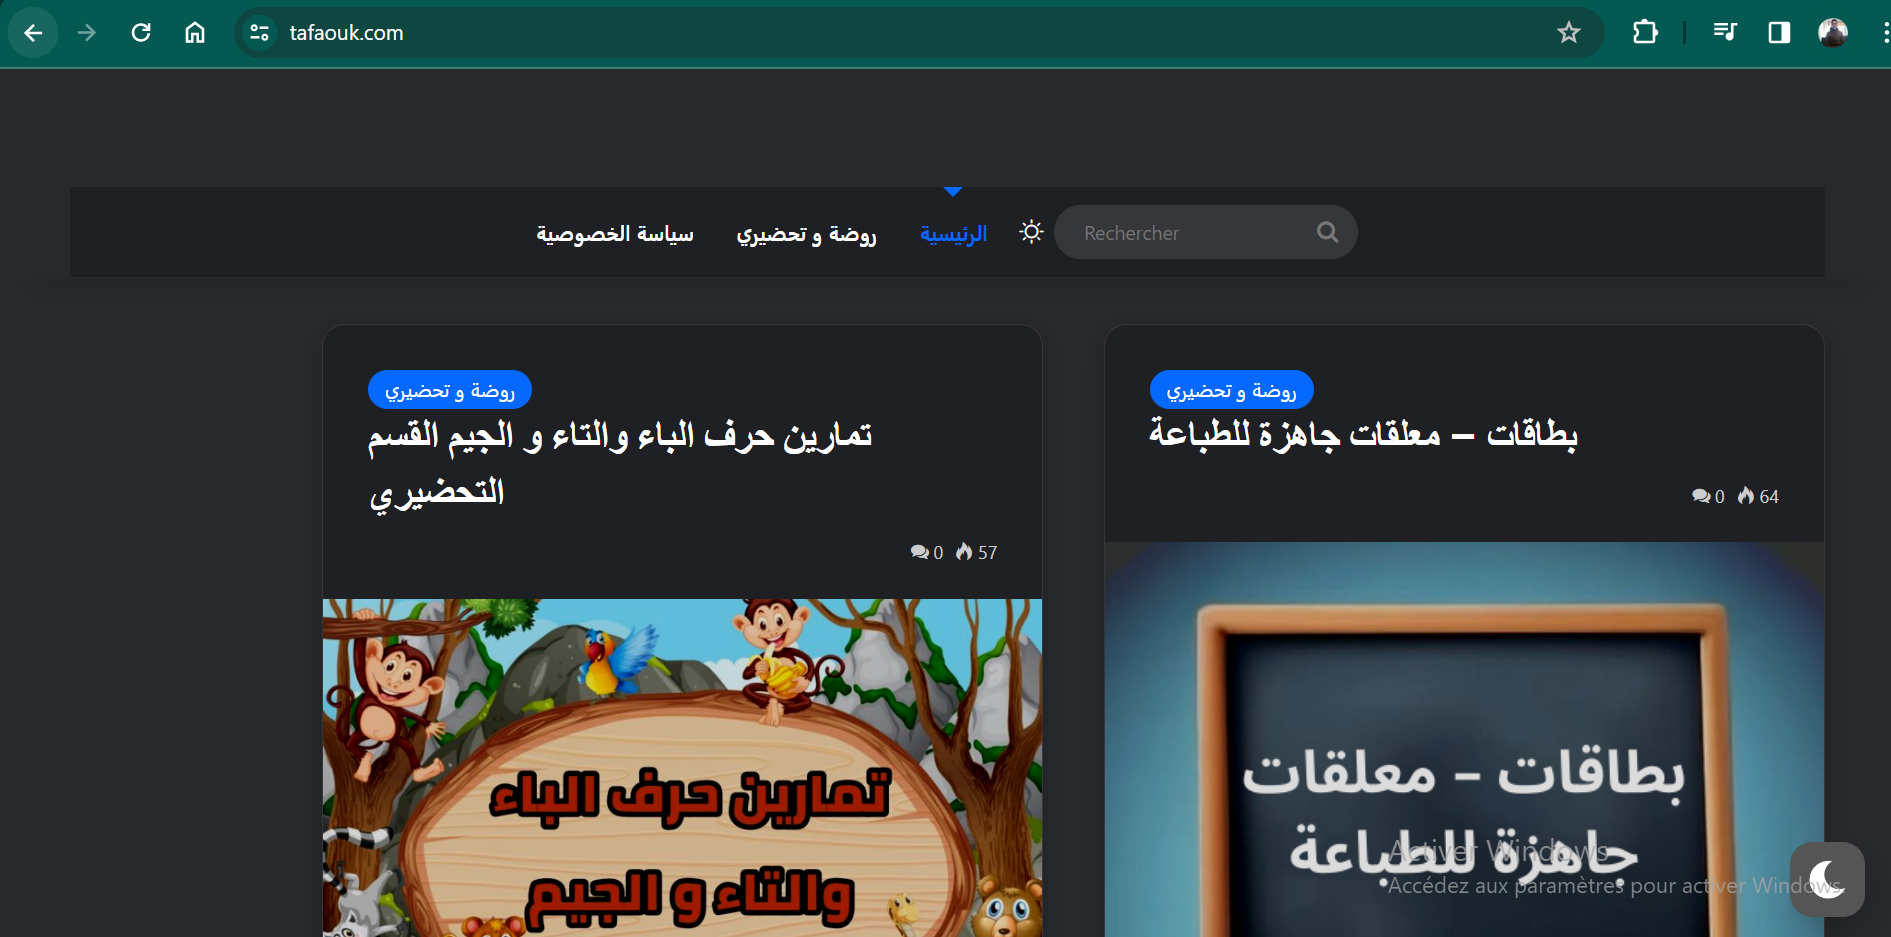 tafaouk.com
الرئيسية
روضة و تحضيري
سياسة الخصوصية
Rechercher
روضة و تحضيري
بطاقات – معلقات جاهزة للطباعة
0 64
بطاقات – معلقات
جاهزة للطباعة
روضة و تحضيري
تمارين حرف الباء والتاء و الجيم القسم
التحضيري
0 57
تمارين حرف الباء
والتاء و الجيم
Activer Windows
Accédez aux paramètres pour activer Windows.